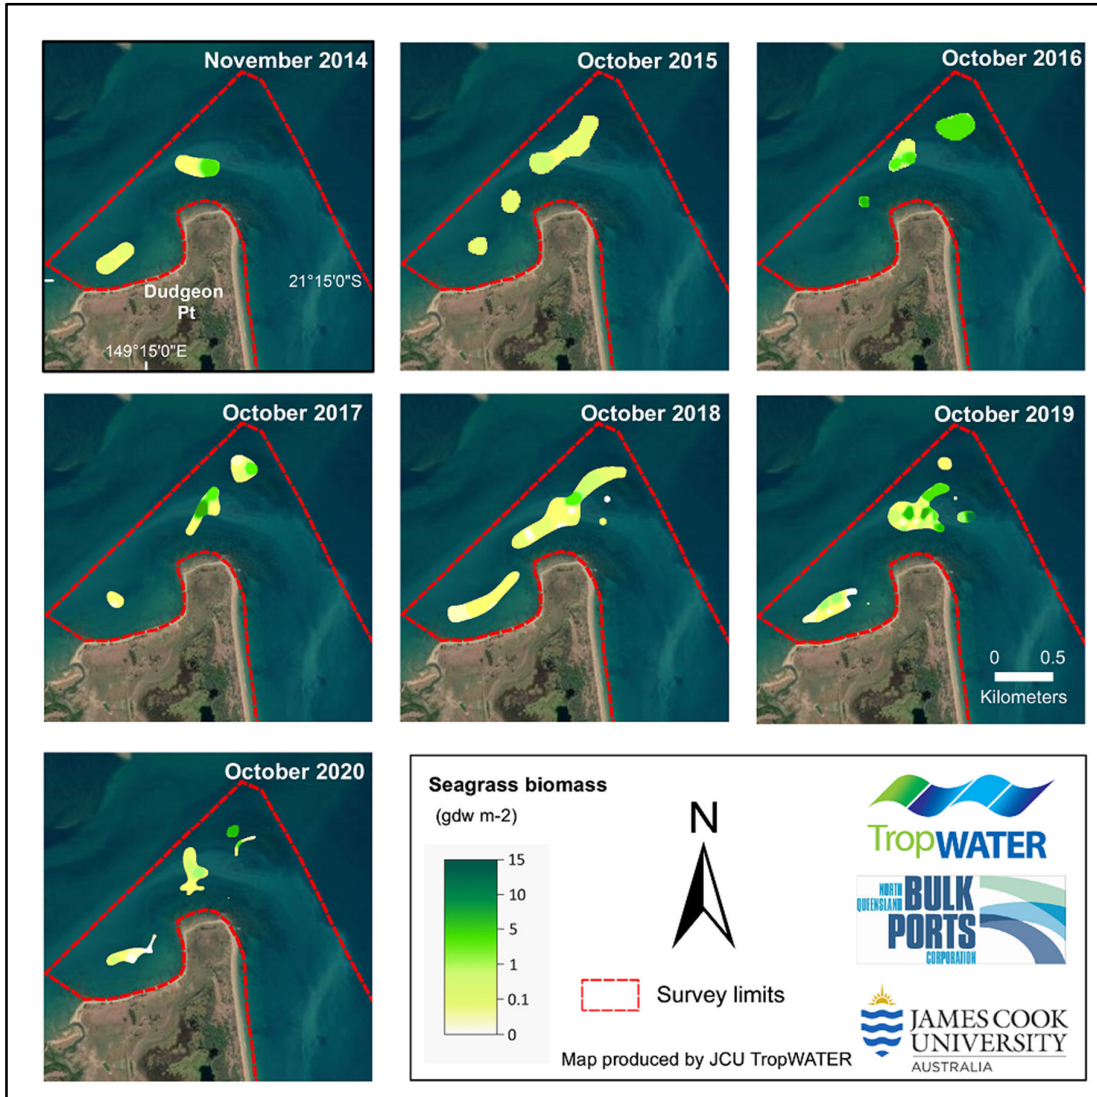 November 2014
21°15'0"S
Dudgeon
Pt
149°15'0"E
October 2015
October 2016
October 2017
October 2018
October 2019
0 0.5
Kilometers
October 2020
Seagrass biomass
(gdw m-2)
15
10
5
1
0.1
0
N
Survey limits
Map produced by JCU TropWATER
TropWATER
NORTH
QUEENSLAND
BULK
PORTS
CORPORATION
JAMES COOK
UNIVERSITY
AUSTRALIA